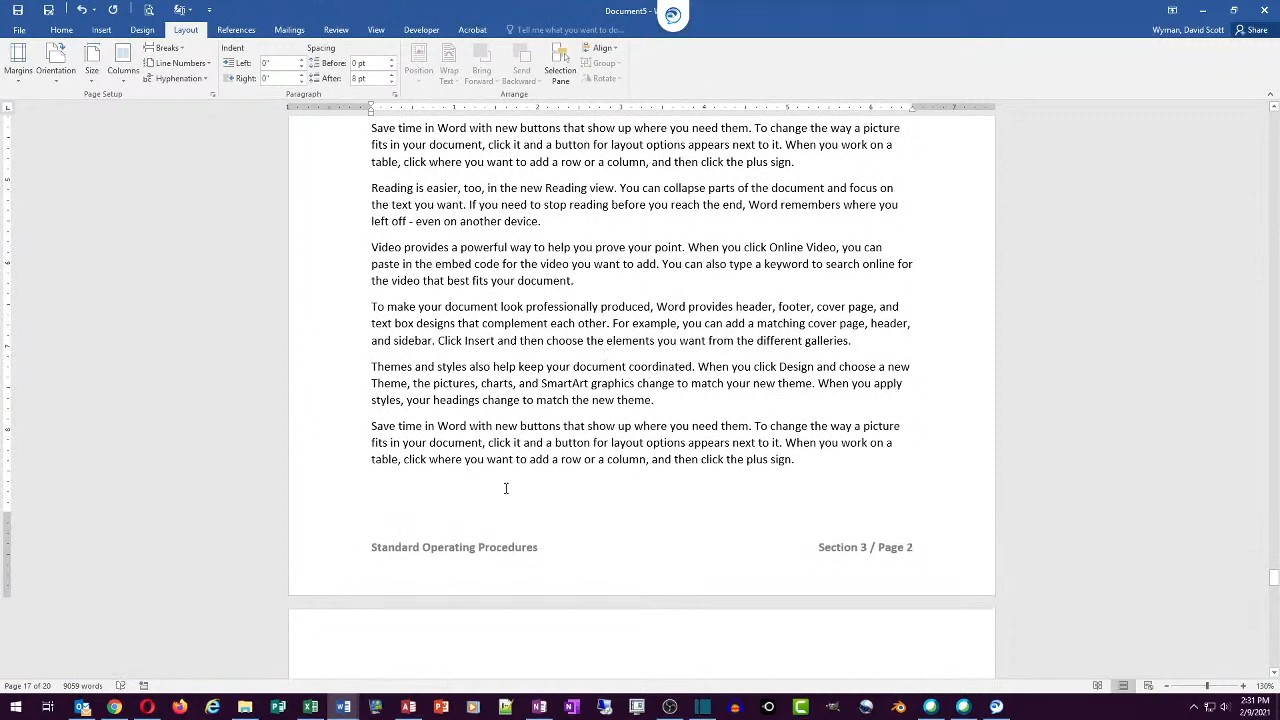 Document5 - W
Wyman, David Scott
Share
File Home Insert Design Layout References Mailings Review View Developer Acrobat Tell me what you want to do...
Margins Orientation Size Columns
Breaks
Line Numbers
Hyphenation
Page Setup
Indent
Left: 0"
Right: 0"
Spacing
Before: 0 pt
After: 8 pt
Paragraph
Position
Wrap Text
Bring Forward
Send Backward
Selection Pane
Align
Group
Rotate
Arrange
1 2 3 4 5 6 7
Save time in Word with new buttons that show up where you need them. To change the way a picture
fits in your document, click it and a button for layout options appears next to it. When you work on a
table, click where you want to add a row or a column, and then click the plus sign.
Reading is easier, too, in the new Reading view. You can collapse parts of the document and focus on
the text you want. If you need to stop reading before you reach the end, Word remembers where you
left off - even on another device.
Video provides a powerful way to help you prove your point. When you click Online Video, you can
paste in the embed code for the video you want to add. You can also type a keyword to search online for
the video that best fits your document.
To make your document look professionally produced, Word provides header, footer, cover page, and
text box designs that complement each other. For example, you can add a matching cover page, header,
and sidebar. Click Insert and then choose the elements you want from the different galleries.
Themes and styles also help keep your document coordinated. When you click Design and choose a new
Theme, the pictures, charts, and SmartArt graphics change to match your new theme. When you apply
styles, your headings change to match the new theme.
Save time in Word with new buttons that show up where you need them. To change the way a picture
fits in your document, click it and a button for layout options appears next to it. When you work on a
table, click where you want to add a row or a column, and then click the plus sign.
Standard Operating Procedures Section 3 / Page 2
Page 17 of 20 9059 words 130%
2:31 PM
2/9/2021